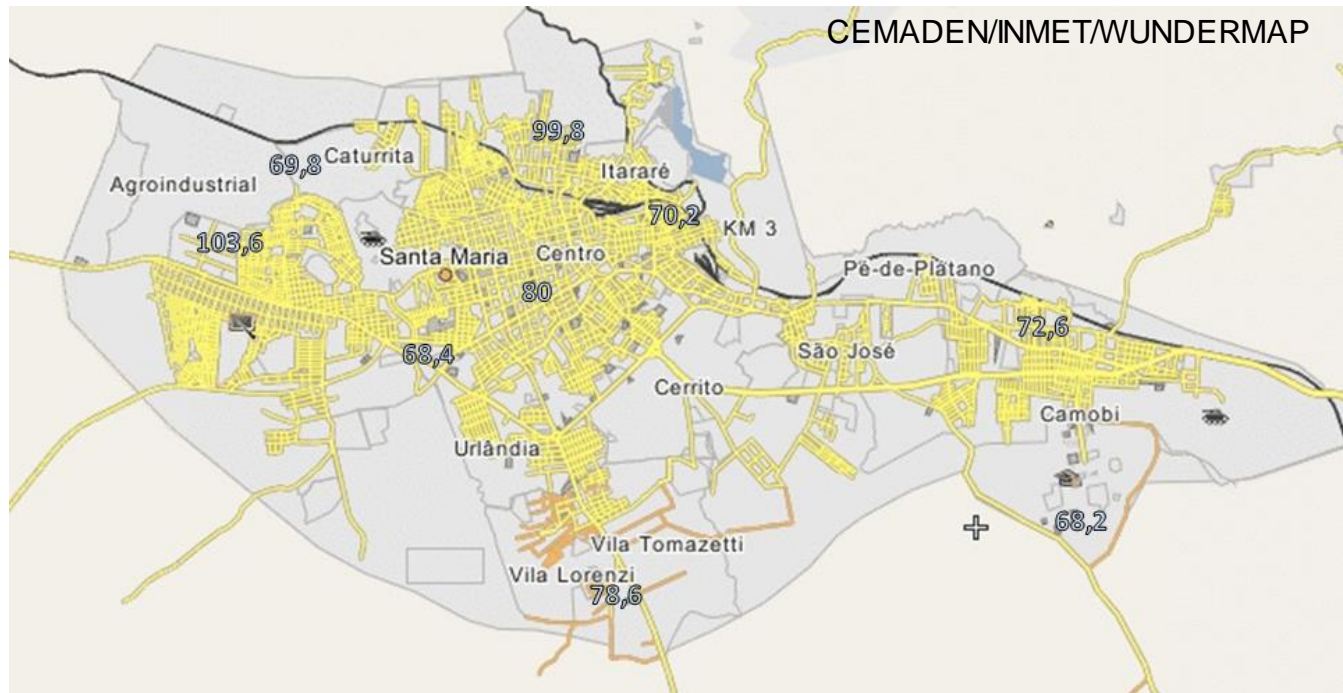 CEMADEN/INMET/WUNDERMAP
99,8
69,8
Caturrita
Itararé
Agroindustrial
70,2
KM 3
103,6
Santa Maria
Centro
Pé-de-Plátano
80
72,6
68,4
São José
Cerrito
Camobi
Urlândia
68,2
Vila Tomazetti
Vila Lorenzi
78,6